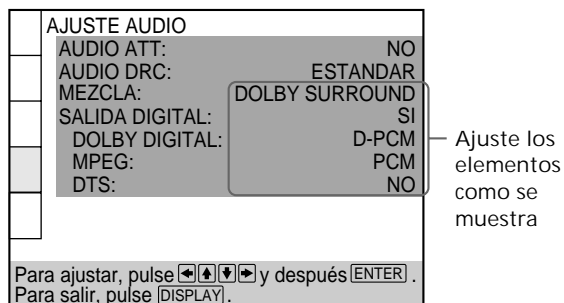 AJUSTE AUDIO
AUDIO ATT: NO
AUDIO DRC: ESTANDAR
MEZCLA: DOLBY SURROUND
SALIDA DIGITAL: SI
DOLBY DIGITAL: D-PCM
MPEG: PCM
DTS: NO
Ajuste los
elementos
como se
muestra
Para ajustar, pulse ←↑↓→ y después ENTER .
Para salir, pulse DISPLAY .